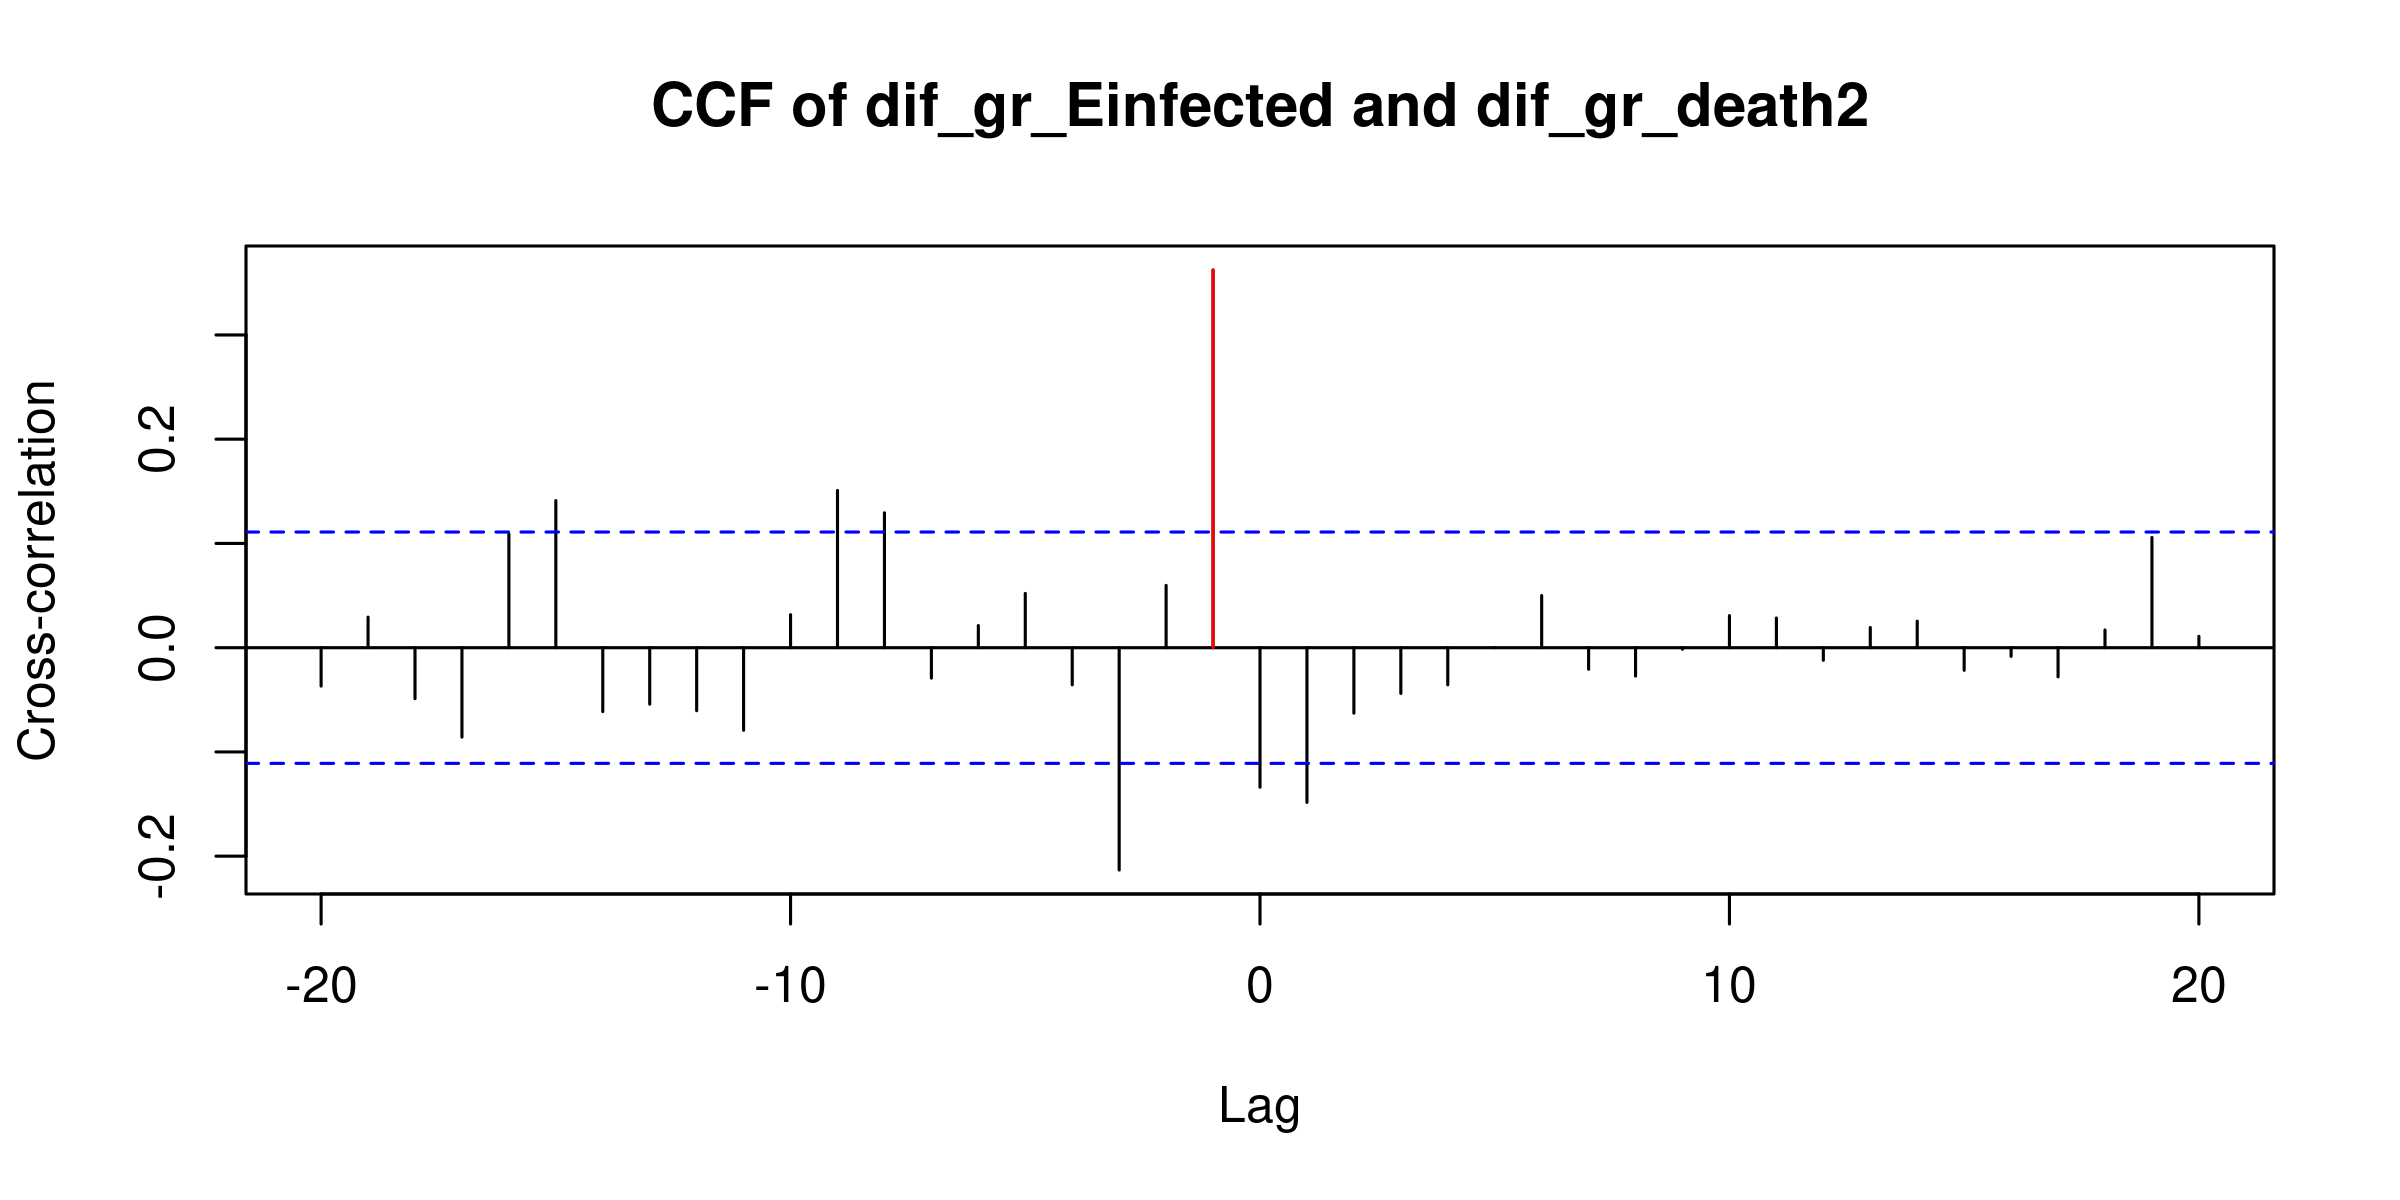 CCF of dif_gr_Einfected and dif_gr_death2
Cross-correlation
0.2
0.0
-0.2
-20 -10 0 10 20
Lag